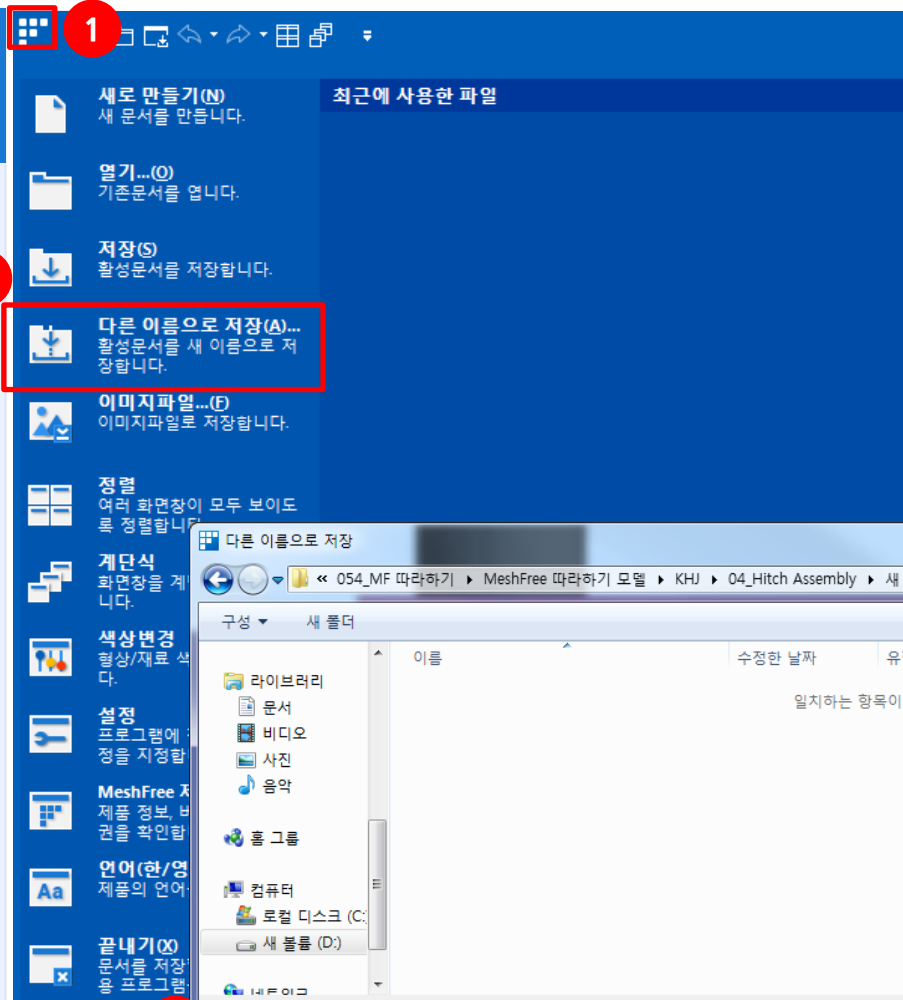 1
새로 만들기(N)
새 문서를 만듭니다.
최근에 사용한 파일
열기...(O)
기존문서를 엽니다.
저장(S)
활성문서를 저장합니다.
다른 이름으로 저장(A)...
활성문서를 새 이름으로 저
장합니다.
이미지파일...(F)
이미지파일로 저장합니다.
정렬
여러 화면창이 모두 보이도
록 정렬합니다.
계단식
화면창을 계
니다.
색상변경
형상/재료 색
다.
설정
프로그램에
정을 지정합
MeshFree
제품 정보,
권을 확인합
언어(한/영
Aa
제품의 언어
끝내기(X)
문서를 저장
용 프로그램
다른 이름으로 저장
« 054_MF 따라하기 ▸ MeshFree 따라하기 모델 ▸ KHJ ▸ 04_Hitch Assembly ▸ 새
구성 ▼ 새 폴더
이름 수정한 날짜
일치하는 항목이
라이브러리
문서
비디오
사진
음악
홈 그룹
컴퓨터
로컬 디스크 (C:
새 볼륨 (D:)
네트워크